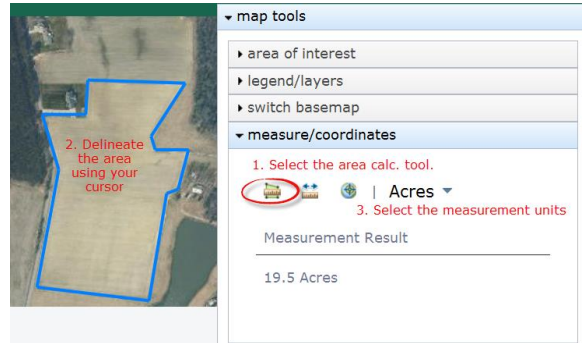 map tools
area of interest
legend/layers
switch basemap
measure/coordinates
1. Select the area calc. tool.
| Acres
3. Select the measurement units
Measurement Result
19.5 Acres
2. Delineate
the area
using your
cursor